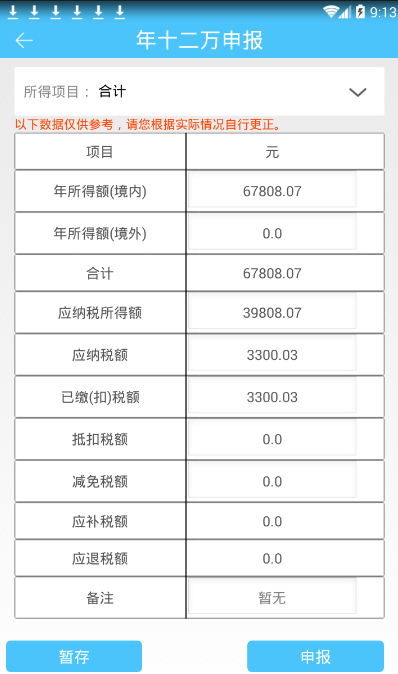 9:13
年十二万申报
所得项目： 合计
以下数据仅供参考，请您根据实际情况自行更正。
项目 元
年所得额(境内) 67808.07
年所得额(境外) 0.0
合计 67808.07
应纳税所得额 39808.07
应纳税额 3300.03
已缴(扣)税额 3300.03
抵扣税额 0.0
减免税额 0.0
应补税额 0.0
应退税额 0.0
备注 暂无
暂存 申报